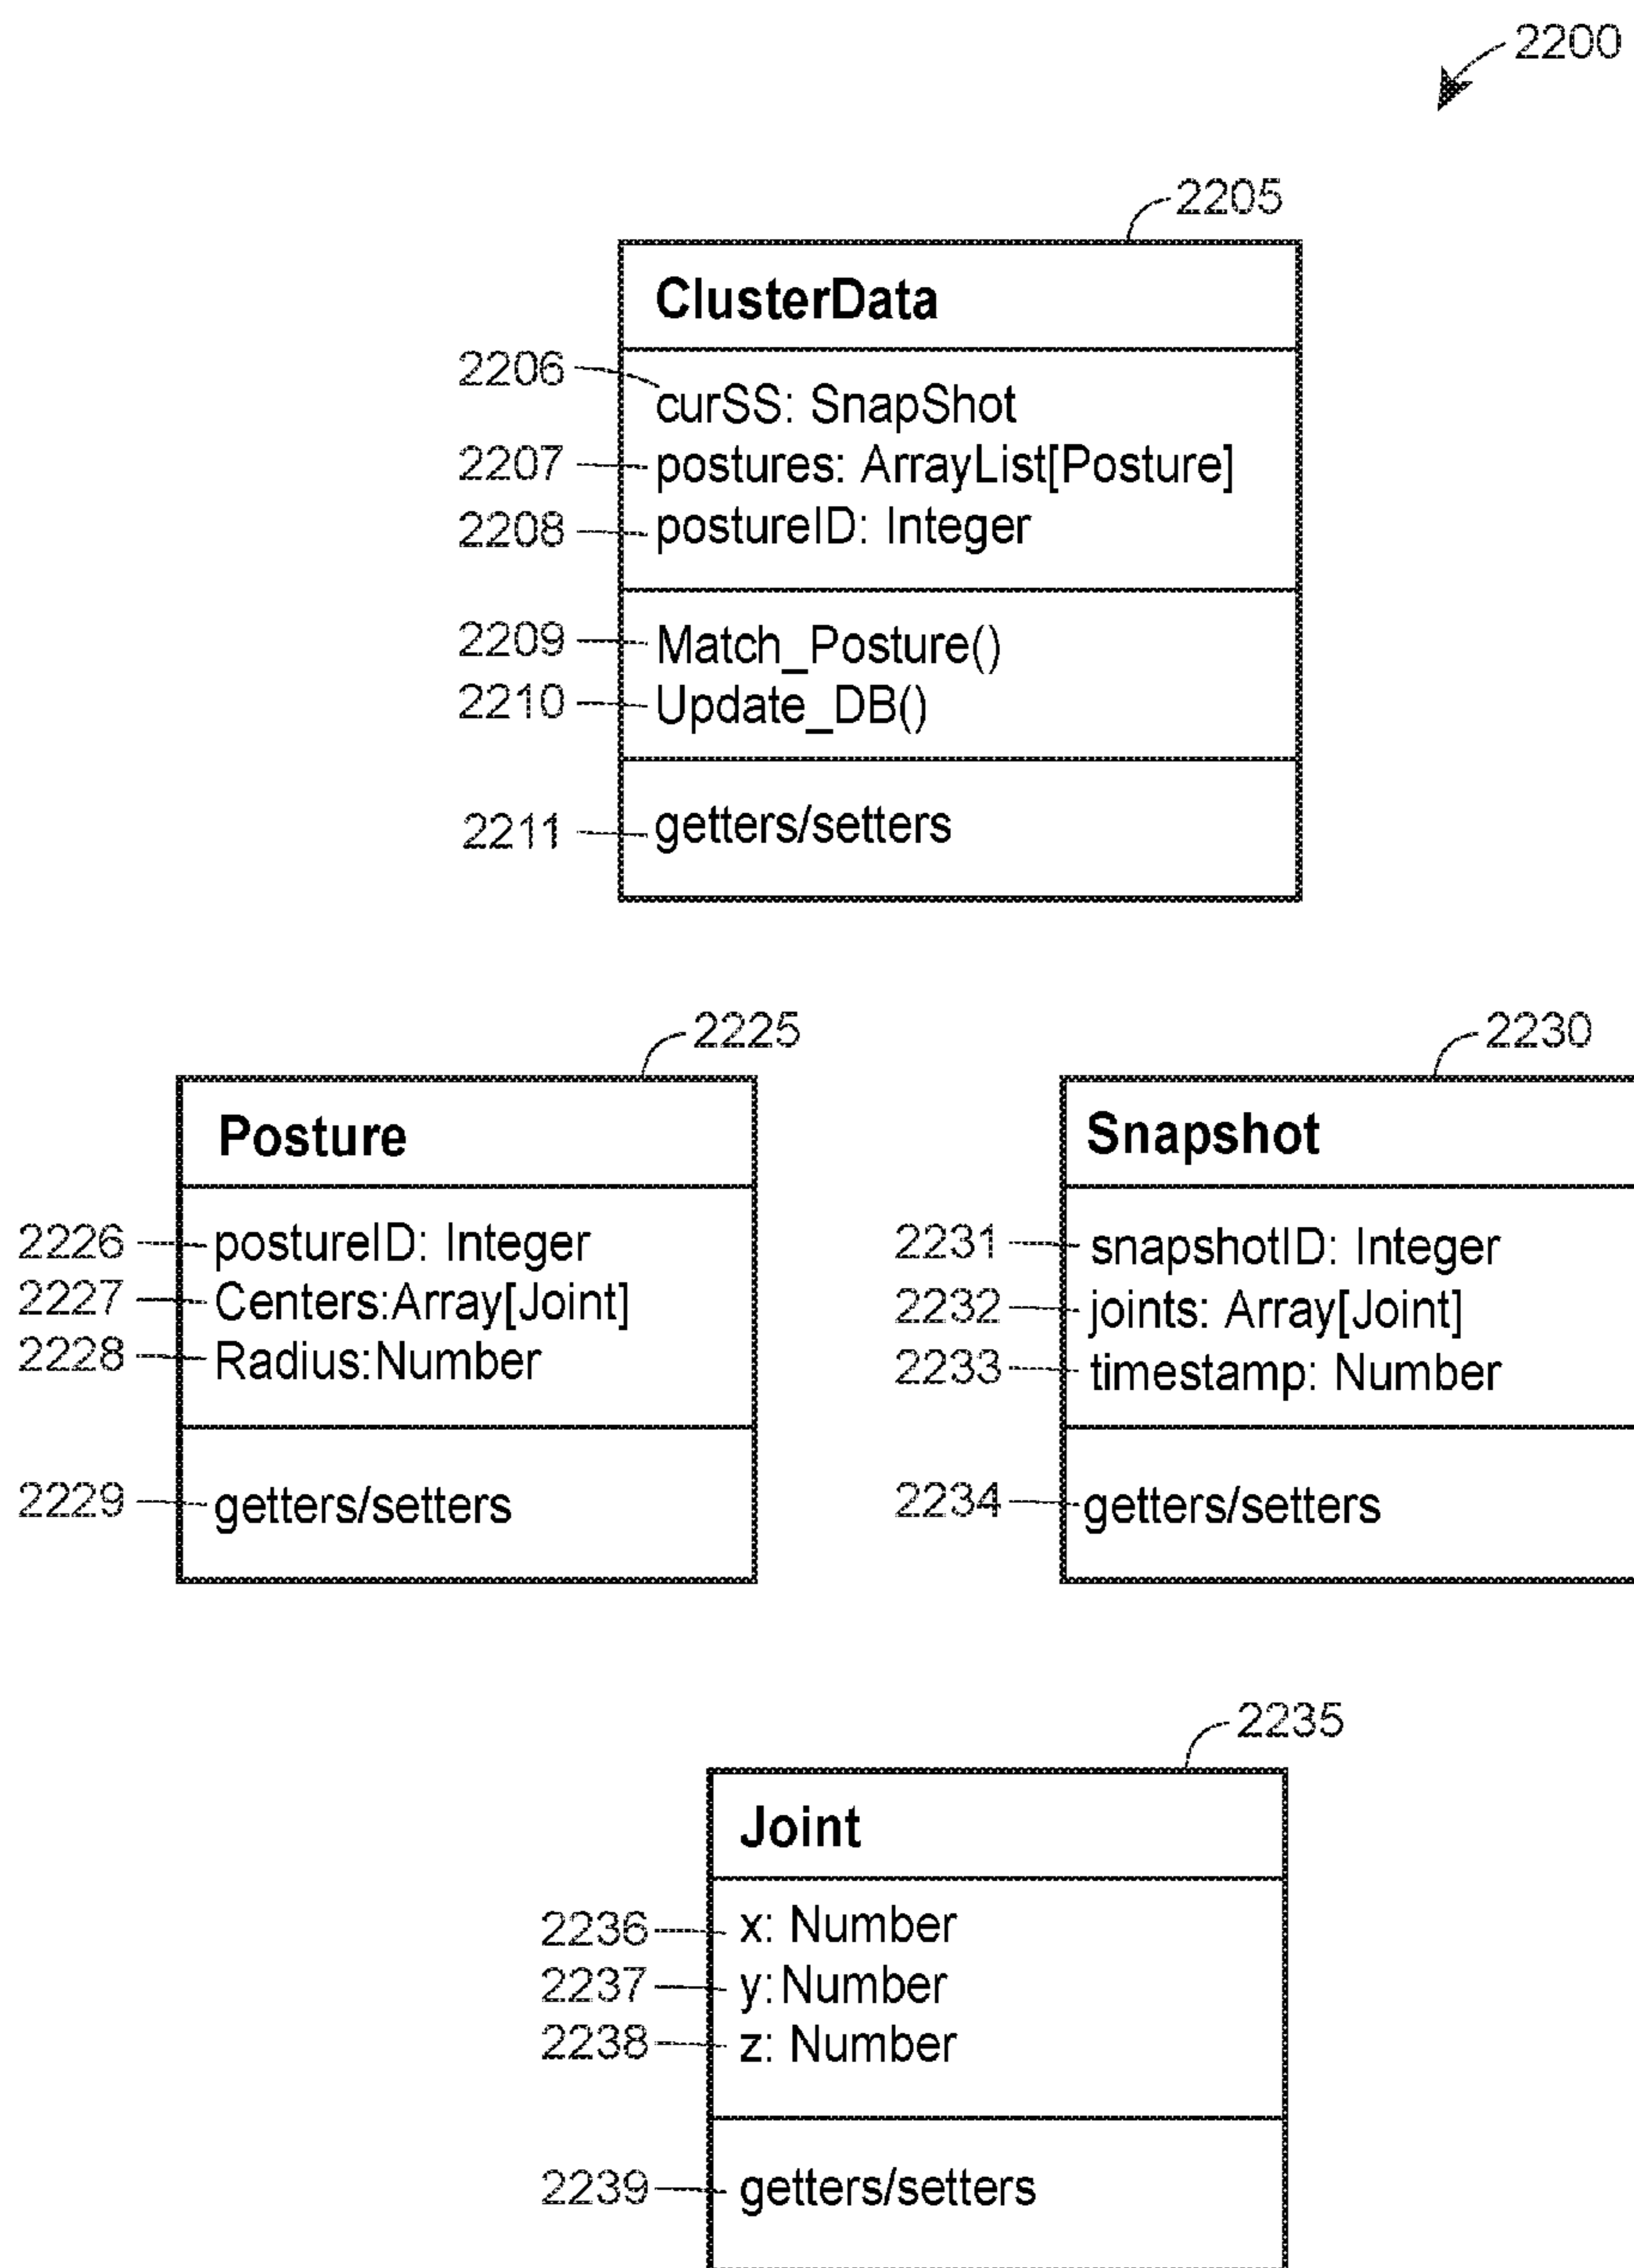 2200
2205
ClusterData
2206 curSS: SnapShot
2207 postures: ArrayList[Posture]
2208 postureID: Integer
2209 Match_Posture()
2210 Update_DB()
2211 getters/setters
2225
Posture
2226 postureID: Integer
2227 Centers:Array[Joint]
2228 Radius:Number
2229 getters/setters
2230
Snapshot
2231 snapshotID: Integer
2232 joints: Array[Joint]
2233 timestamp: Number
2234 getters/setters
2235
Joint
2236 x: Number
2237 y:Number
2238 z: Number
2239 getters/setters